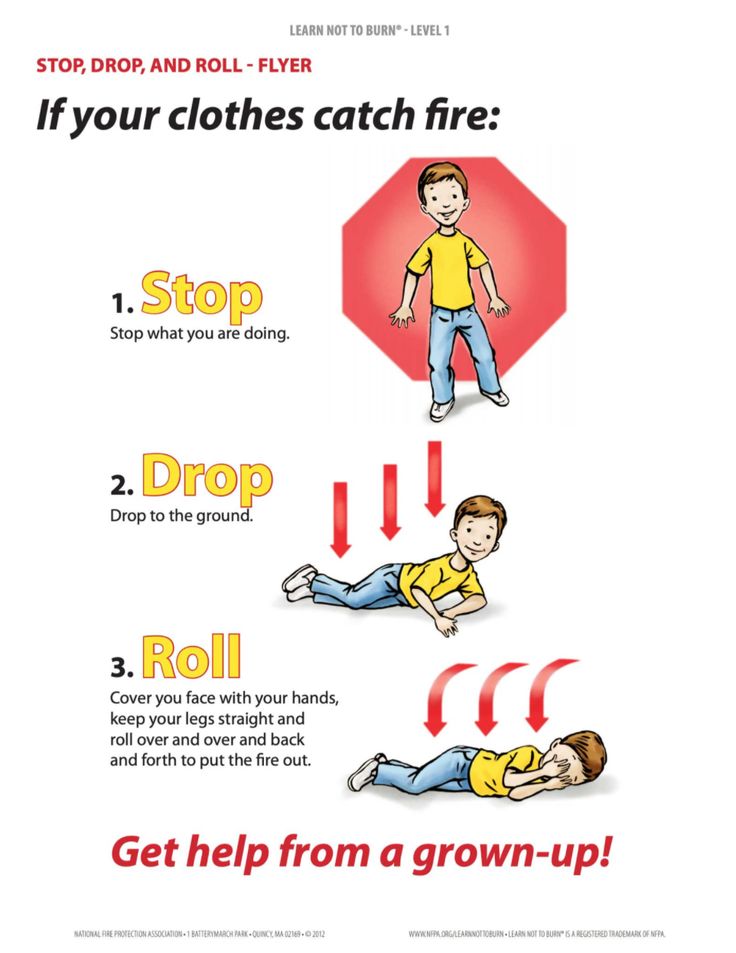 LEARN NOT TO BURN® - LEVEL 1
STOP, DROP, AND ROLL - FLYER
If your clothes catch fire:
1. Stop
Stop what you are doing.
2. Drop
Drop to the ground.
3. Roll
Cover you face with your hands,
keep your legs straight and
roll over and over and back
and forth to put the fire out.
Get help from a grown-up!
NATIONAL FIRE PROTECTION ASSOCIATION • 1 BATTERYMARCH PARK • QUINCY, MA 02169 • © 2012
WWW.NFPA.ORG/LEARNNOTTOBURN • LEARN NOT TO BURN® IS A REGISTERED TRADEMARK OF NFPA.